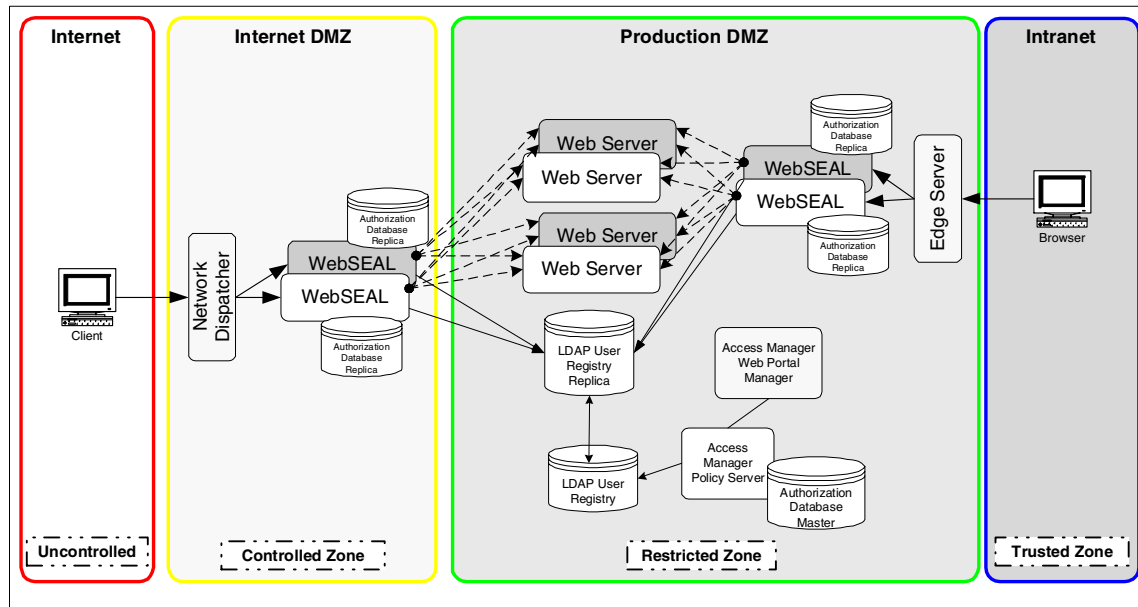 Internet
Internet DMZ
Production DMZ
Intranet
Client
Network
Dispatcher
Authorization
Database
Replica
WebSEAL
WebSEAL
Authorization
Database
Replica
Web Server
Web Server
Web Server
Web Server
LDAP User
Registry
Replica
LDAP User
Registry
Access Manager
Web Portal
Manager
Access
Manager
Policy Server
Authorization
Database
Master
Authorization
Database
Replica
WebSEAL
WebSEAL
Authorization
Database
Replica
Edge Server
Browser
Uncontrolled
Controlled Zone
Restricted Zone
Trusted Zone